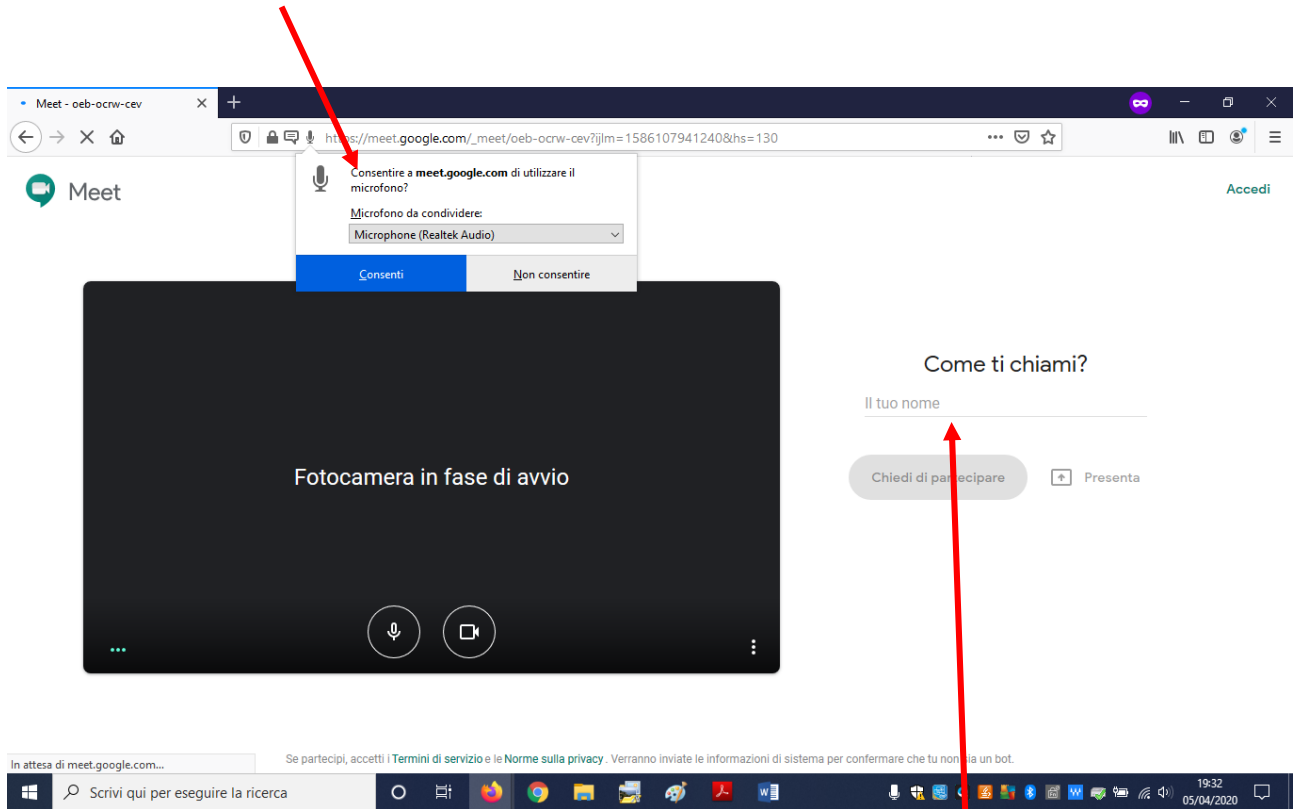 Meet - oeb-ocrw-cev
https://meet.google.com/_meet/oeb-ocrw-cev?ijlm=1586107941240&hs=130
Meet
Accedi
Consentire a meet.google.com di utilizzare il
microfono?
Microfono da condividere:
Microphone (Realtek Audio)
Consenti
Non consentire
Fotocamera in fase di avvio
Come ti chiami?
Il tuo nome
Chiedi di partecipare
Presenta
Se partecipi, accetti i Termini di servizio e le Norme sulla privacy. Verranno inviate le informazioni di sistema per confermare che tu non sia un bot.
In attesa di meet.google.com...
Scrivi qui per eseguire la ricerca
19:32
05/04/2020